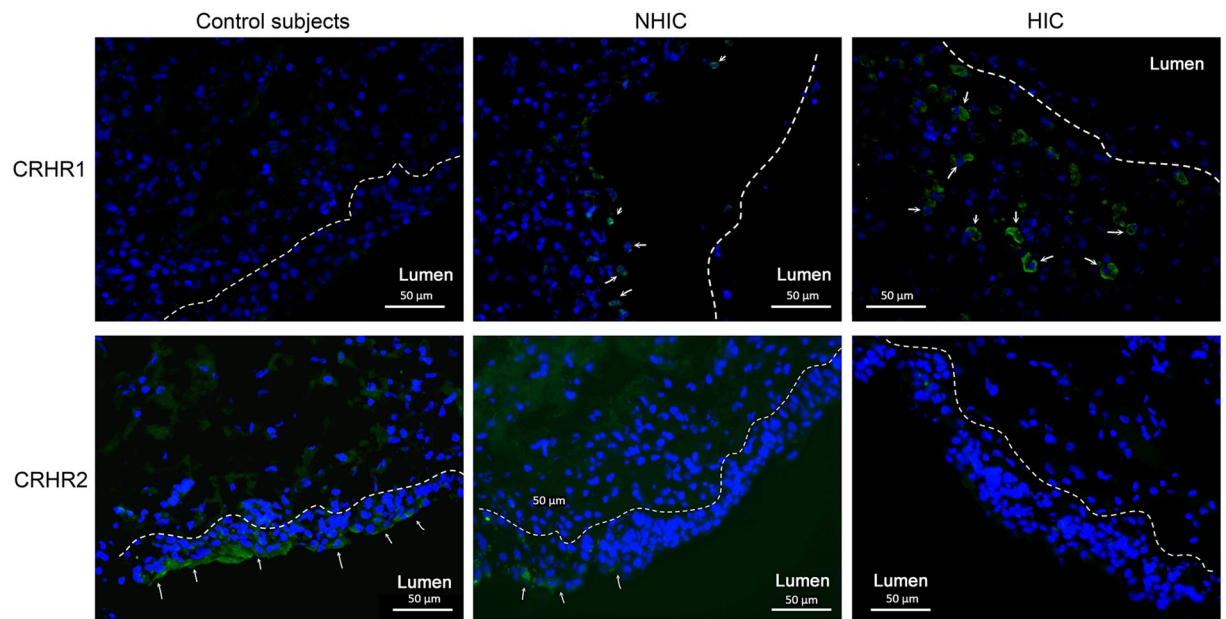 Control subjects
NHIC
HIC
CRHR1
Lumen
50 µm
Lumen
50 µm
Lumen
50 µm
CRHR2
Lumen
50 µm
50 µm
Lumen
50 µm
Lumen
50 µm